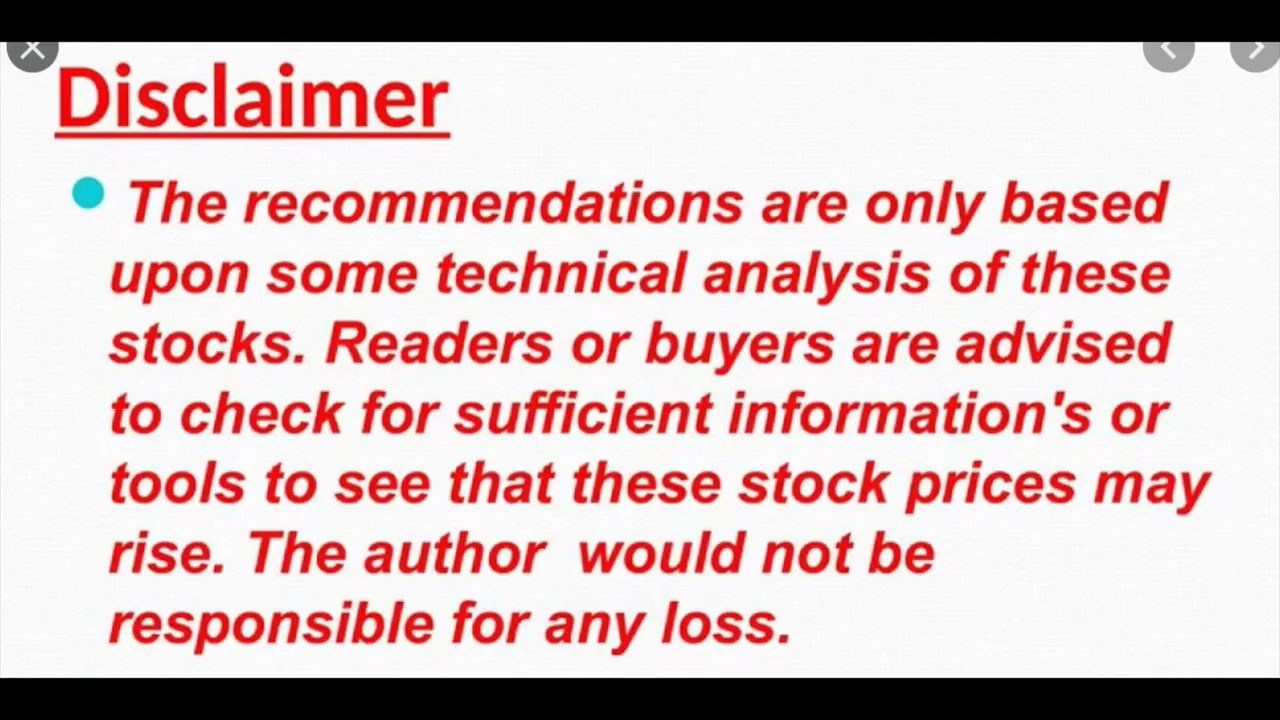 Disclaimer
The recommendations are only based
upon some technical analysis of these
stocks. Readers or buyers are advised
to check for sufficient information's or
tools to see that these stock prices may
rise. The author would not be
responsible for any loss.